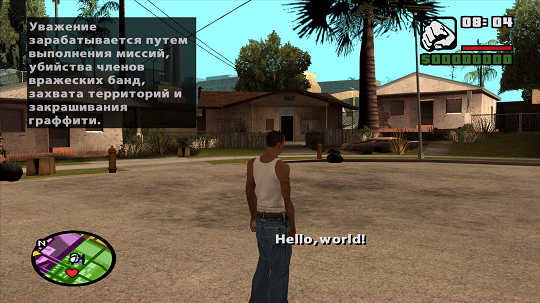 Уважение
зарабатывается путем
выполнения миссий,
убийства членов
вражеских банд,
захвата территорий и
закрашивания
граффити.
08:04
$00000000
N
Hello, world!